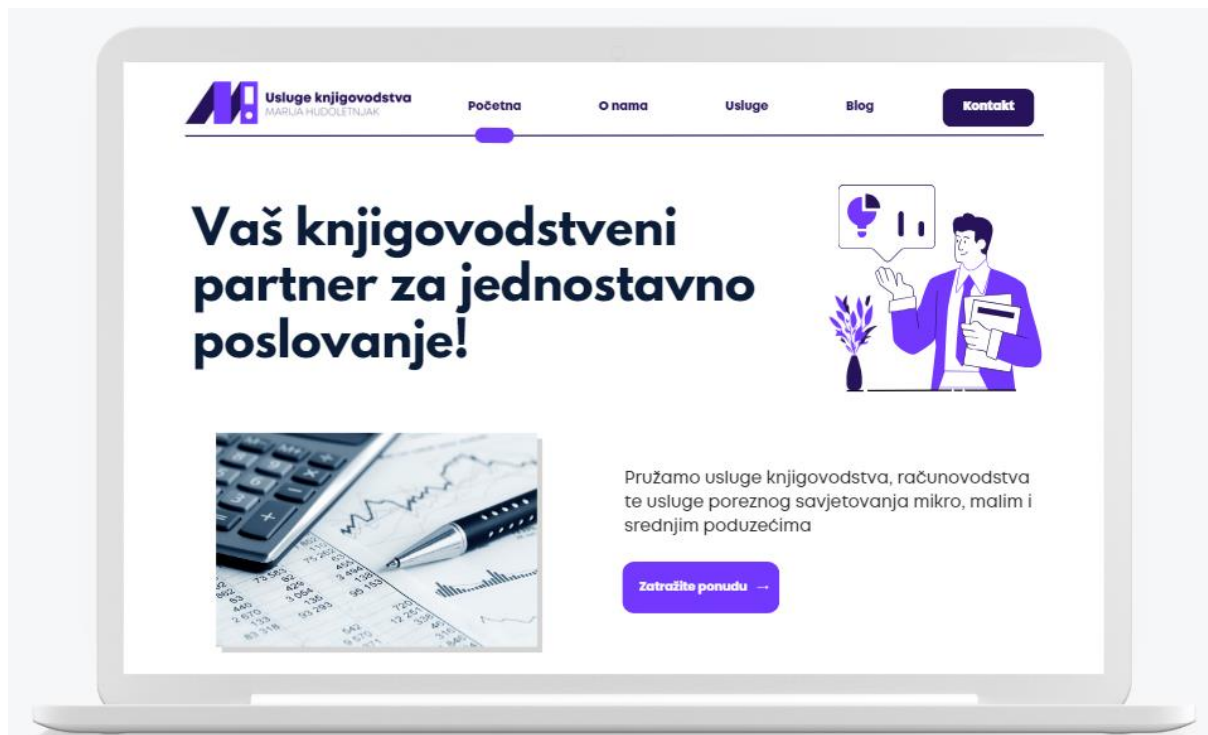 Usluge knjigovodstva
MARIJA HUDOLETNJAK
Početna
O nama
Usluge
Blog
Kontakt
Vaš knjigovodstveni
partner za jednostavno
poslovanje!
Pružamo usluge knjigovodstva, računovodstva
te usluge poreznog savjetovanja mikro, malim i
srednjim poduzećima
Zatražite ponudu →